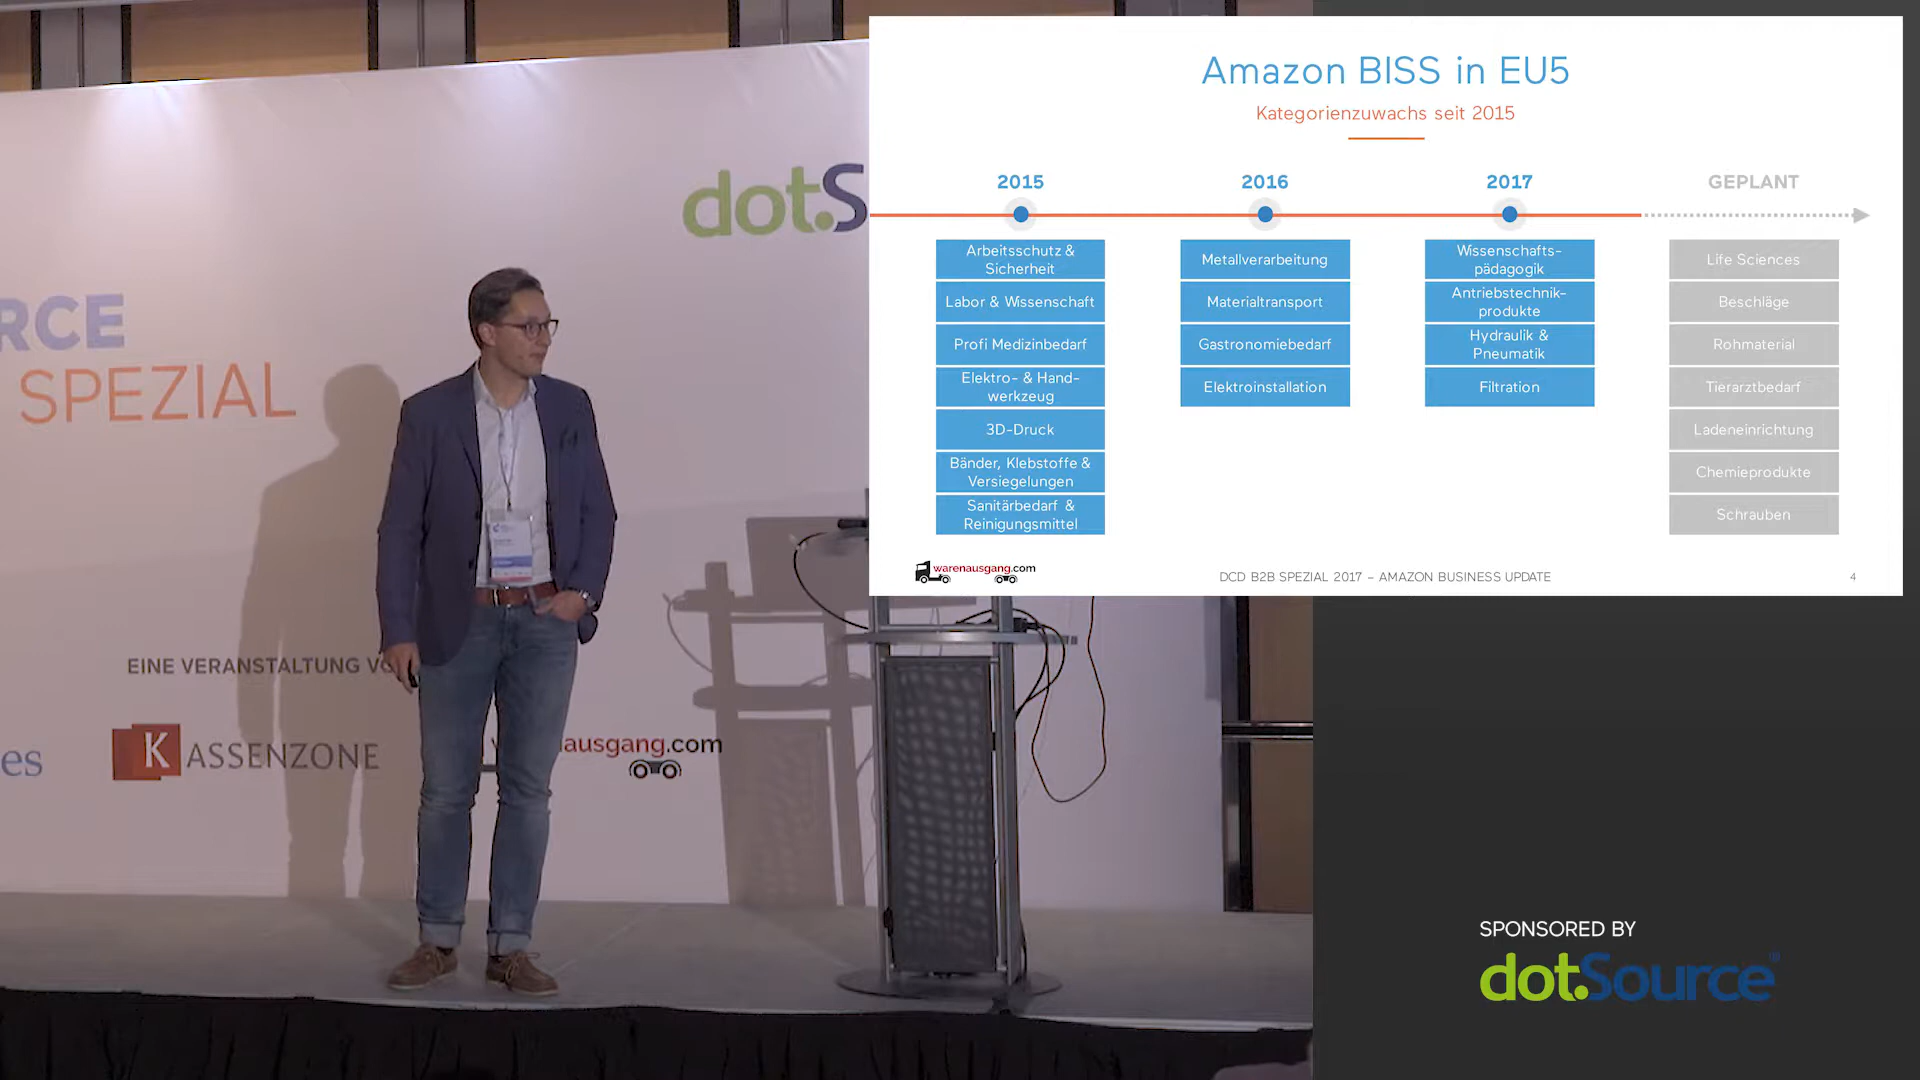 Amazon BISS in EU5
Kategorienzuwachs seit 2015
2015
2016
2017
GEPLANT
Arbeitsschutz &
Sicherheit
Labor & Wissenschaft
Profi Medizinbedarf
Elektro- & Hand-
werkzeug
3D-Druck
Bänder, Klebstoffe &
Versiegelungen
Sanitärbedarf &
Reinigungsmittel
Metallverarbeitung
Materialtransport
Gastronomiebedarf
Elektroinstallation
Wissenschafts-
pädagogik
Antriebstechnik-
produkte
Hydraulik &
Pneumatik
Filtration
Life Sciences
Beschläge
Rohmaterial
Tierarztbedarf
Ladeneinrichtung
Chemieprodukte
Schrauben
warenausgang.com
DCD B2B SPEZIAL 2017 – AMAZON BUSINESS UPDATE
4
dot.S
RCE
SPEZIAL
EINE VERANSTALTUNG VO
es
KASSENZONE
ausgang.com
SPONSORED BY
dot.Source®